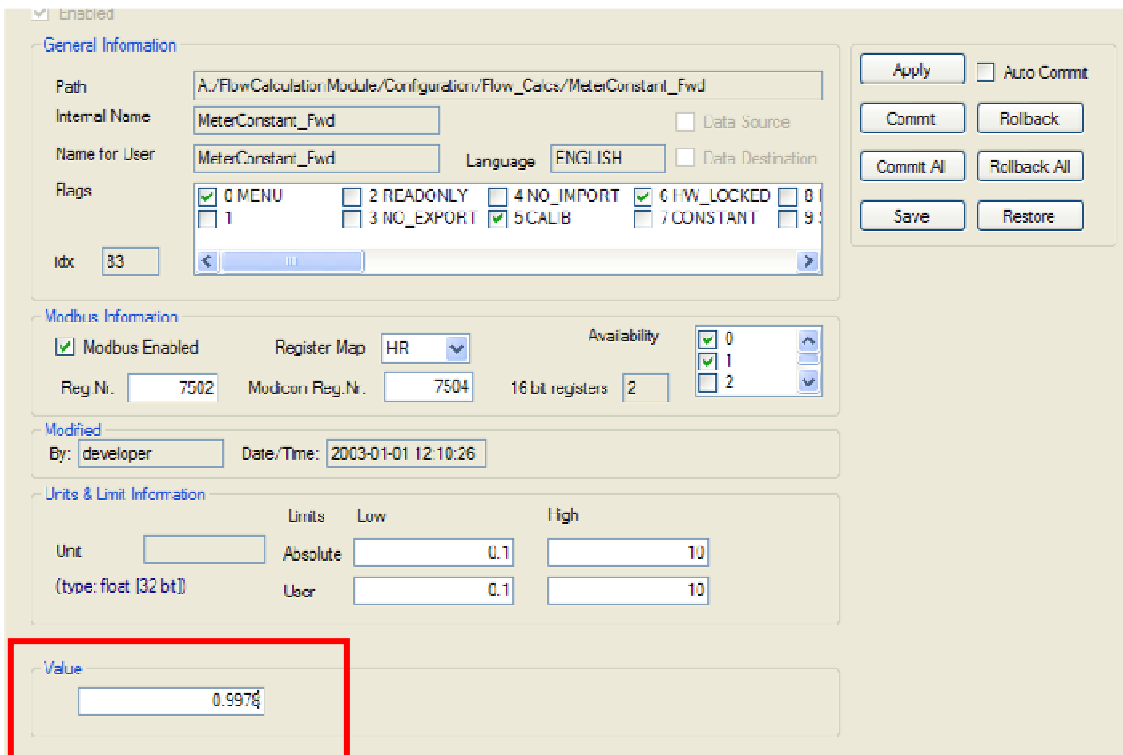 Enabled
General Information
Path A:/FlowCalculationModule/Configuration/Flow_Calcs/MeterConstant_Fwd
Internal Name MeterConstant_Fwd Data Source
Name for User MeterConstant_Fwd Language ENGLISH Data Destination
Flags 0 MENU 2 READONLY 4 NO_IMPORT 6 HW_LOCKED 8
1 3 NO_EXPORT 5 CALIB 7 CONSTANT 9
Idx 83
Apply Auto Commit
Commit Rollback
Commit All Rollback All
Save Restore
Modbus Information
Modbus Enabled Register Map HR Availability 0
1
Reg.Nr. 7502 Modicon Reg.Nr. 7504 16 bit registers 2 2
Modified
By: developer Date/Time: 2003-01-01 12:10:26
Units & Limit Information
Limits Low High
Unit Absolute 0.1 10
(type: float [32 bit]) User 0.1 10
Value
0.9978